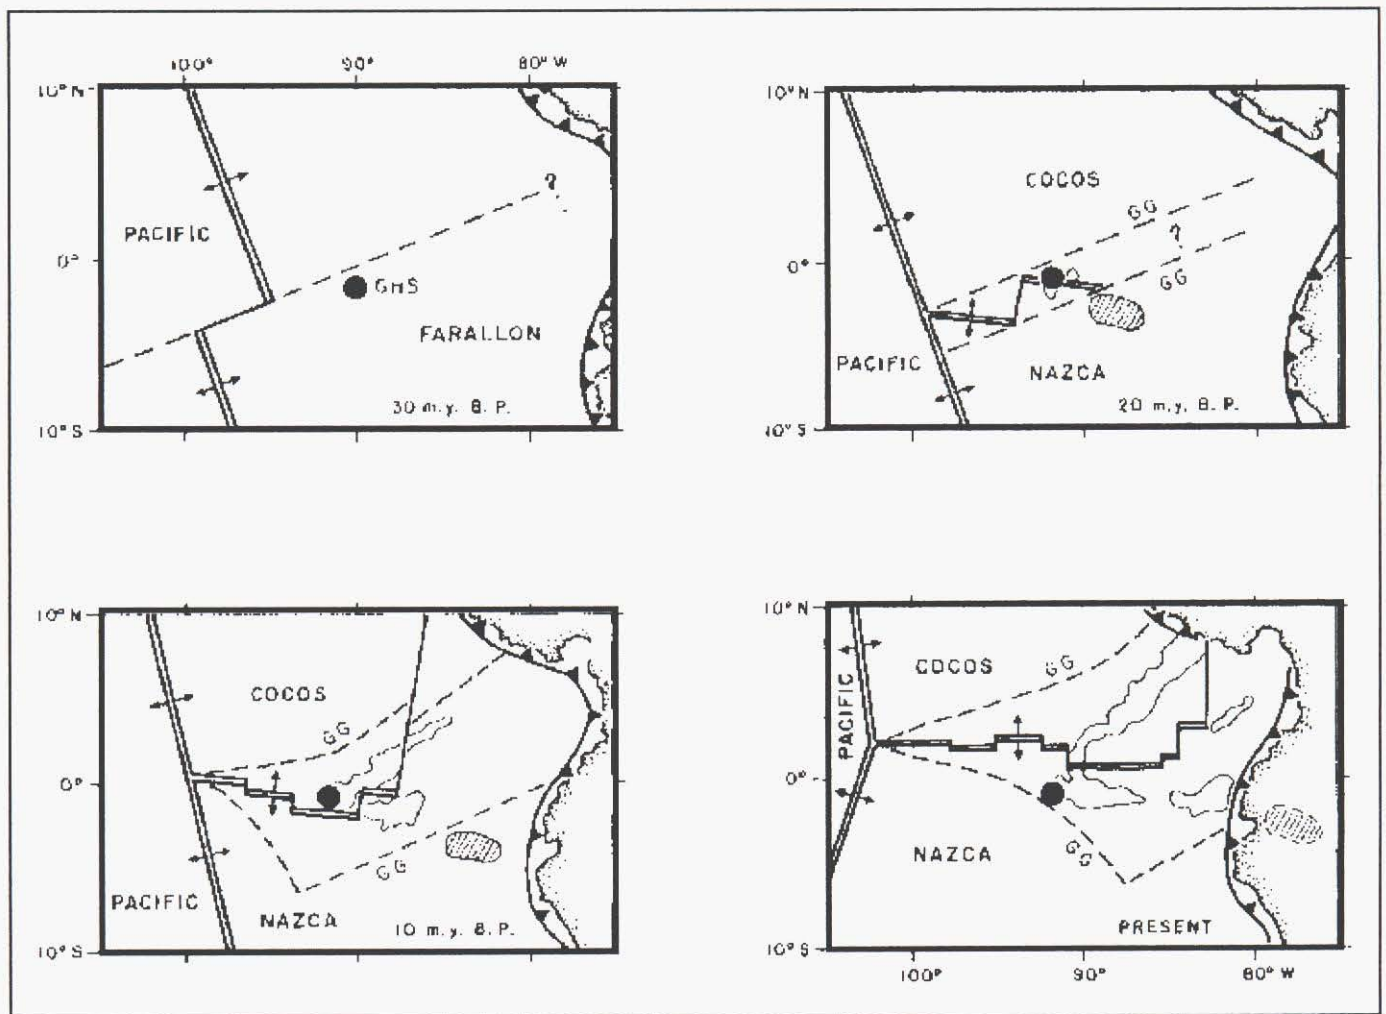 100° 90° 80° W
10° N
PACIFIC
0°
?
GHS
FARALLON
30 m.y. B. P.
10° S
10° N
COCOS
GG
?
0°
GG
PACIFIC
NAZCA
20 m.y. B. P.
10° S
10° N
COCOS
GG
0°
GG
PACIFIC
NAZCA
10 m.y. B. P.
10° S
10° N
COCOS
GG
PACIFIC
0°
NAZCA
GG
PRESENT
10° S
100° 90° 80° W